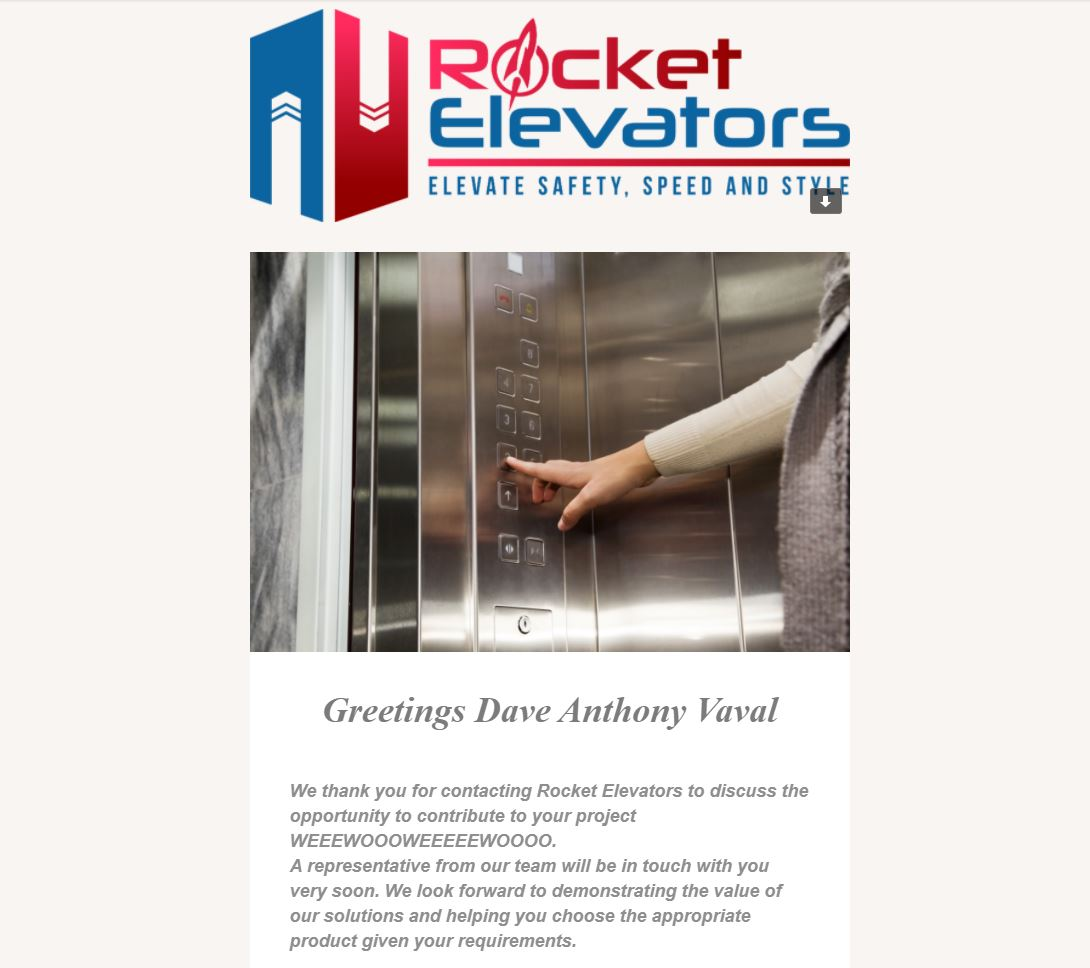 Rocket
Elevators
ELEVATE SAFETY, SPEED AND STYLE
8
4 7
3 6
Greetings Dave Anthony Vaval
We thank you for contacting Rocket Elevators to discuss the
opportunity to contribute to your project
WEEEWOOOWEEEEEWOOOO.
A representative from our team will be in touch with you
very soon. We look forward to demonstrating the value of
our solutions and helping you choose the appropriate
product given your requirements.